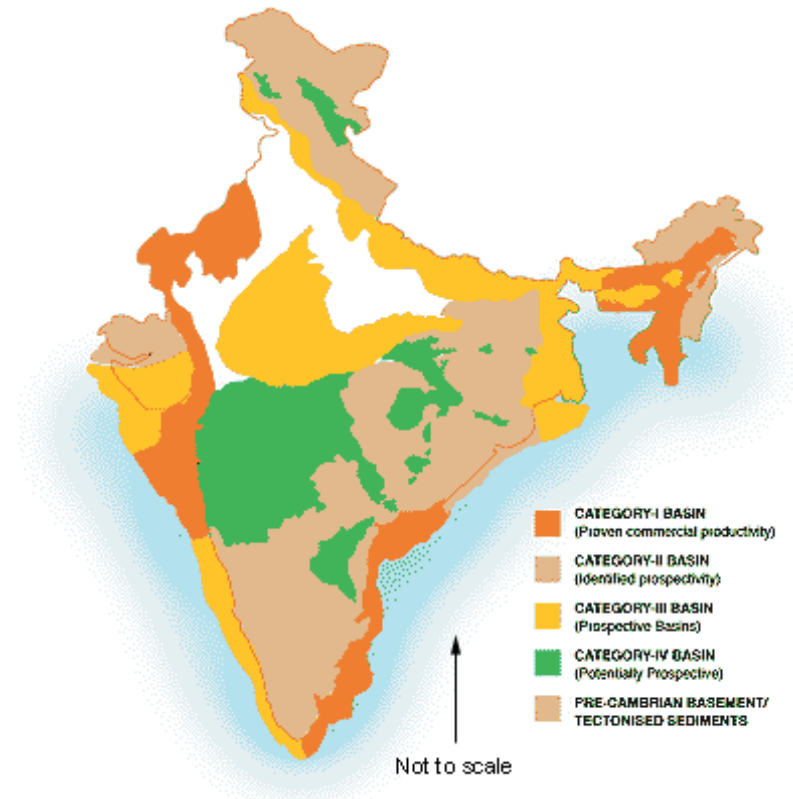 CATEGORY-I BASIN
(Proven commercial productivity)
CATEGORY-II BASIN
(Identified prospectivity)
CATEGORY-III BASIN
(Prospective Basins)
CATEGORY-IV BASIN
(Potentially Prospective)
PRE-CAMBRIAN BASEMENT/
TECTONISED SEDIMENTS
Not to scale